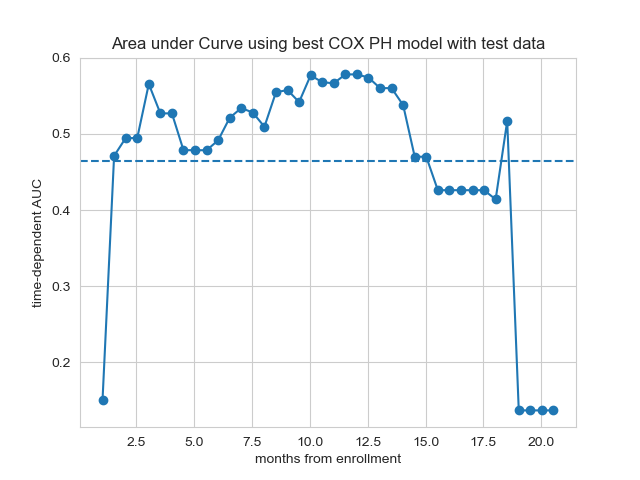 Area under Curve using best COX PH model with test data
0.6
0.5
0.4
0.3
0.2
time-dependent AUC
2.5 5.0 7.5 10.0 12.5 15.0 17.5 20.0
months from enrollment